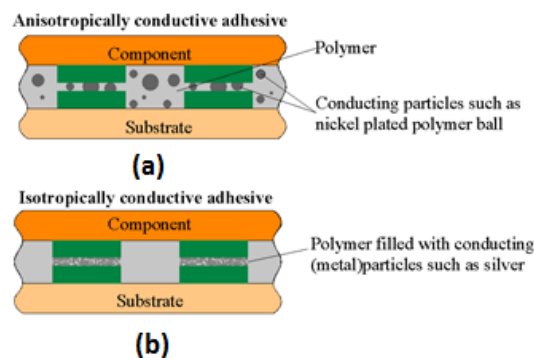 Anisotropically conductive adhesive
Component
Polymer
Conducting particles such as
nickel plated polymer ball
Substrate
(a)
Isotropically conductive adhesive
Component
Polymer filled with conducting
(metal)particles such as silver
Substrate
(b)